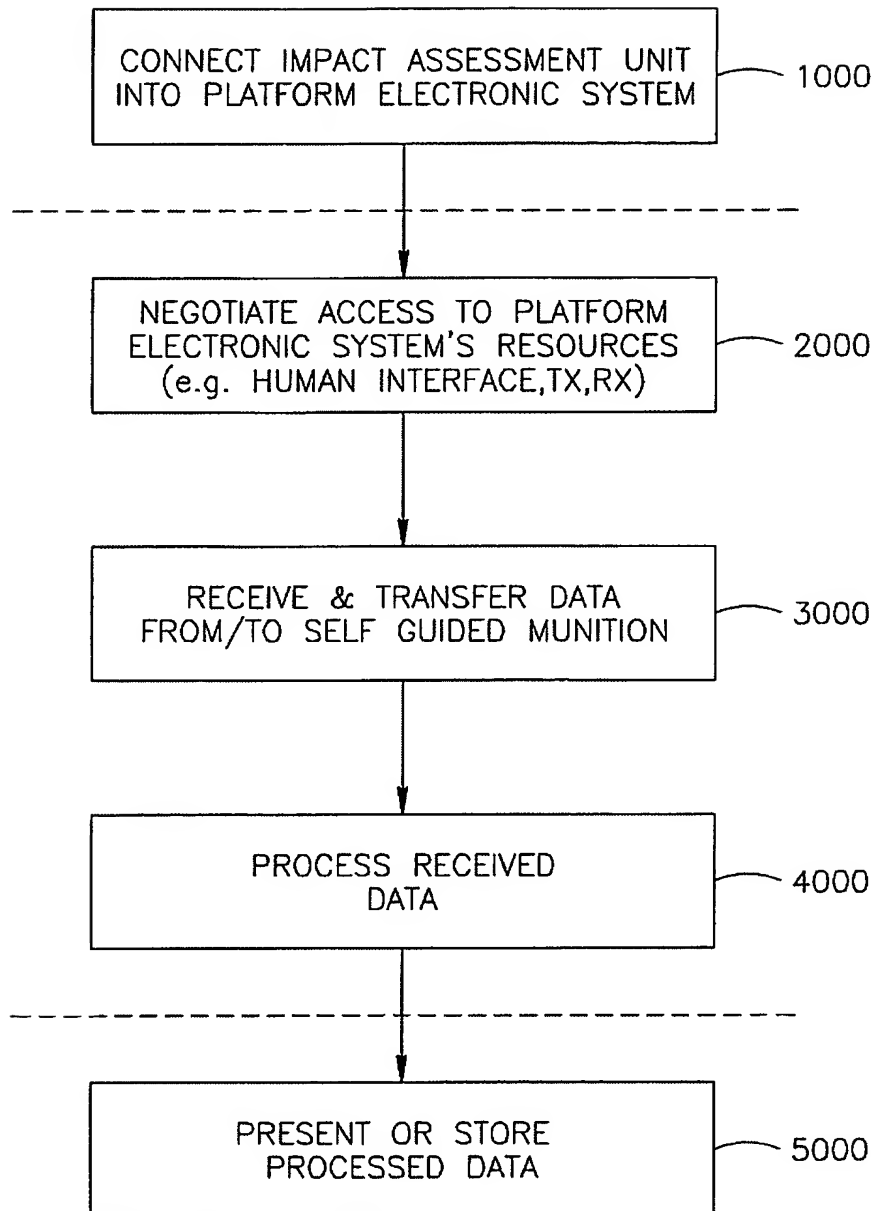 CONNECT IMPACT ASSESSMENT UNIT
INTO PLATFORM ELECTRONIC SYSTEM
1000
NEGOTIATE ACCESS TO PLATFORM
ELECTRONIC SYSTEM'S RESOURCES
(e.g. HUMAN INTERFACE,TX,RX)
2000
RECEIVE & TRANSFER DATA
FROM/TO SELF GUIDED MUNITION
3000
PROCESS RECEIVED
DATA
4000
PRESENT OR STORE
PROCESSED DATA
5000